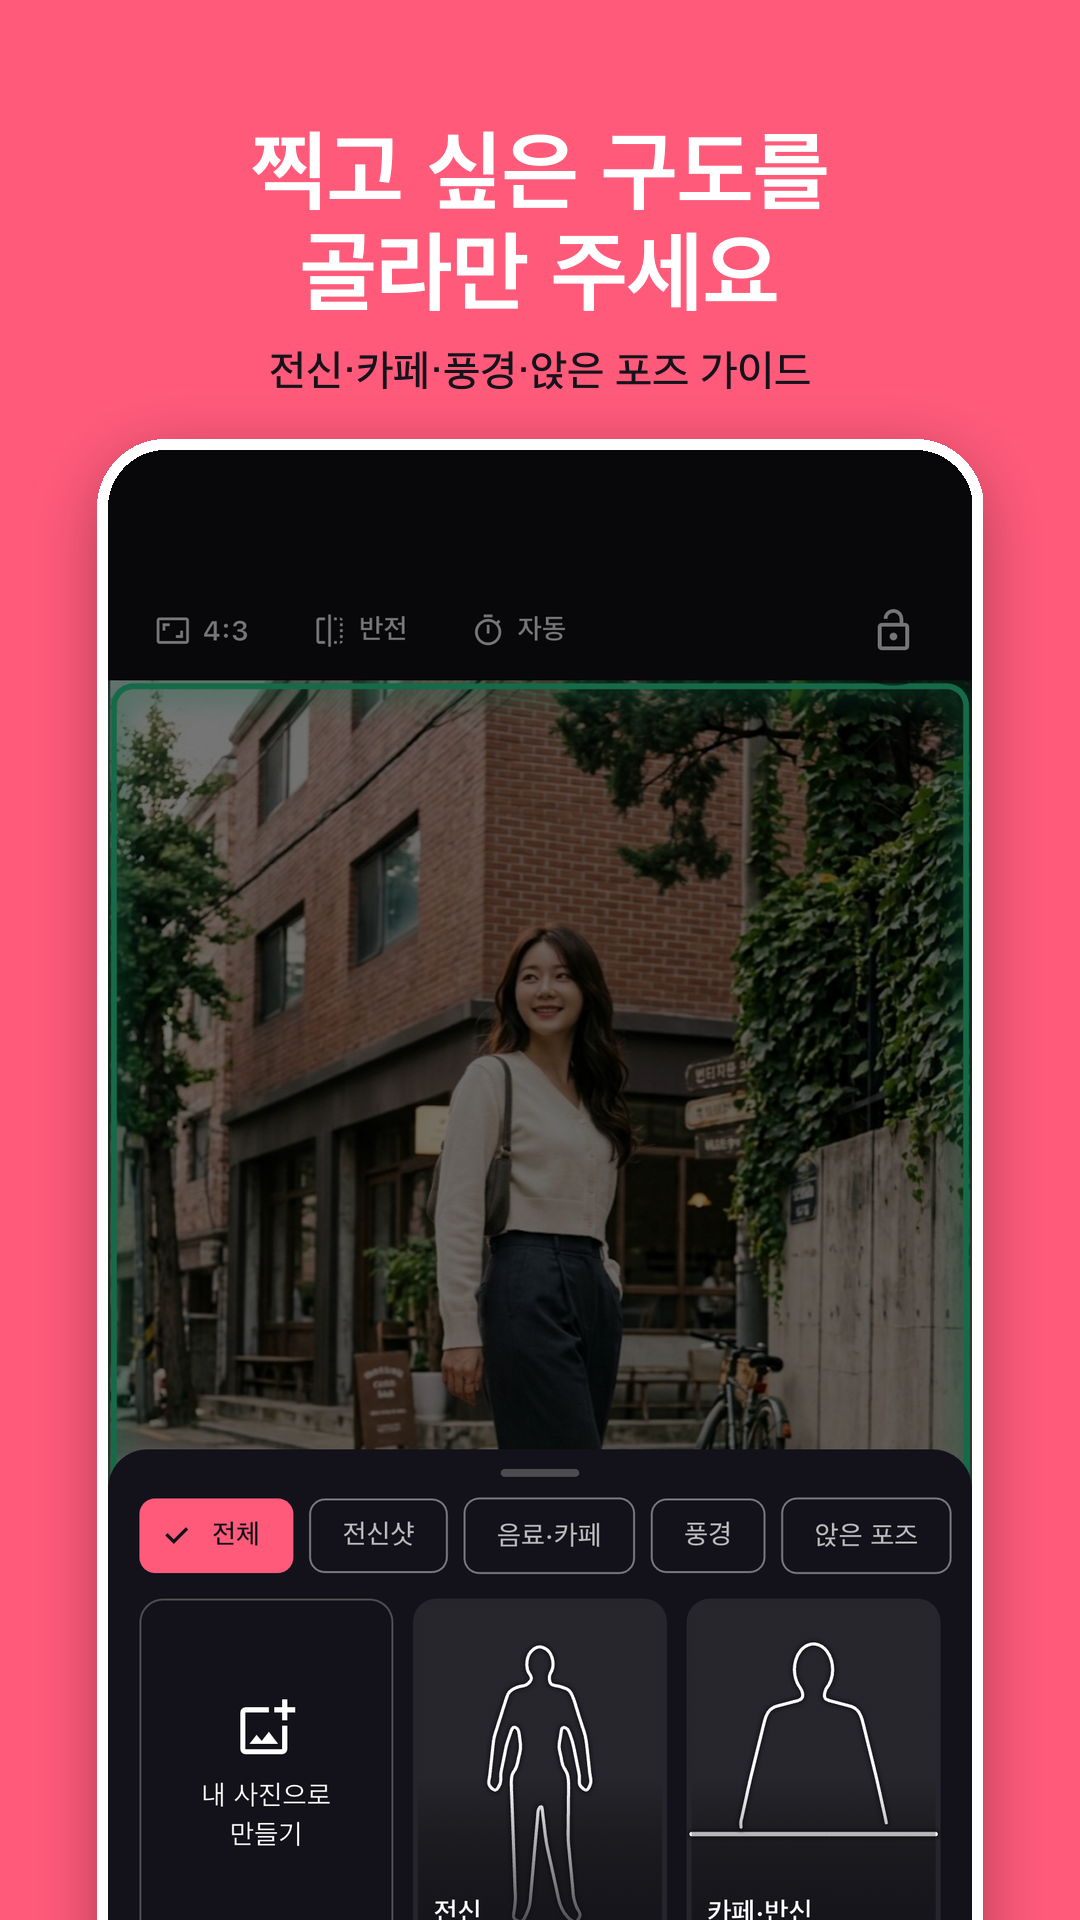 찍고 싶은 구도를
골라만 주세요
전신·카페·풍경·앉은 포즈 가이드
4:3 반전 자동
전체 전신샷 음료·카페 풍경 앉은 포즈
내 사진으로
만들기
전신
카페·반신